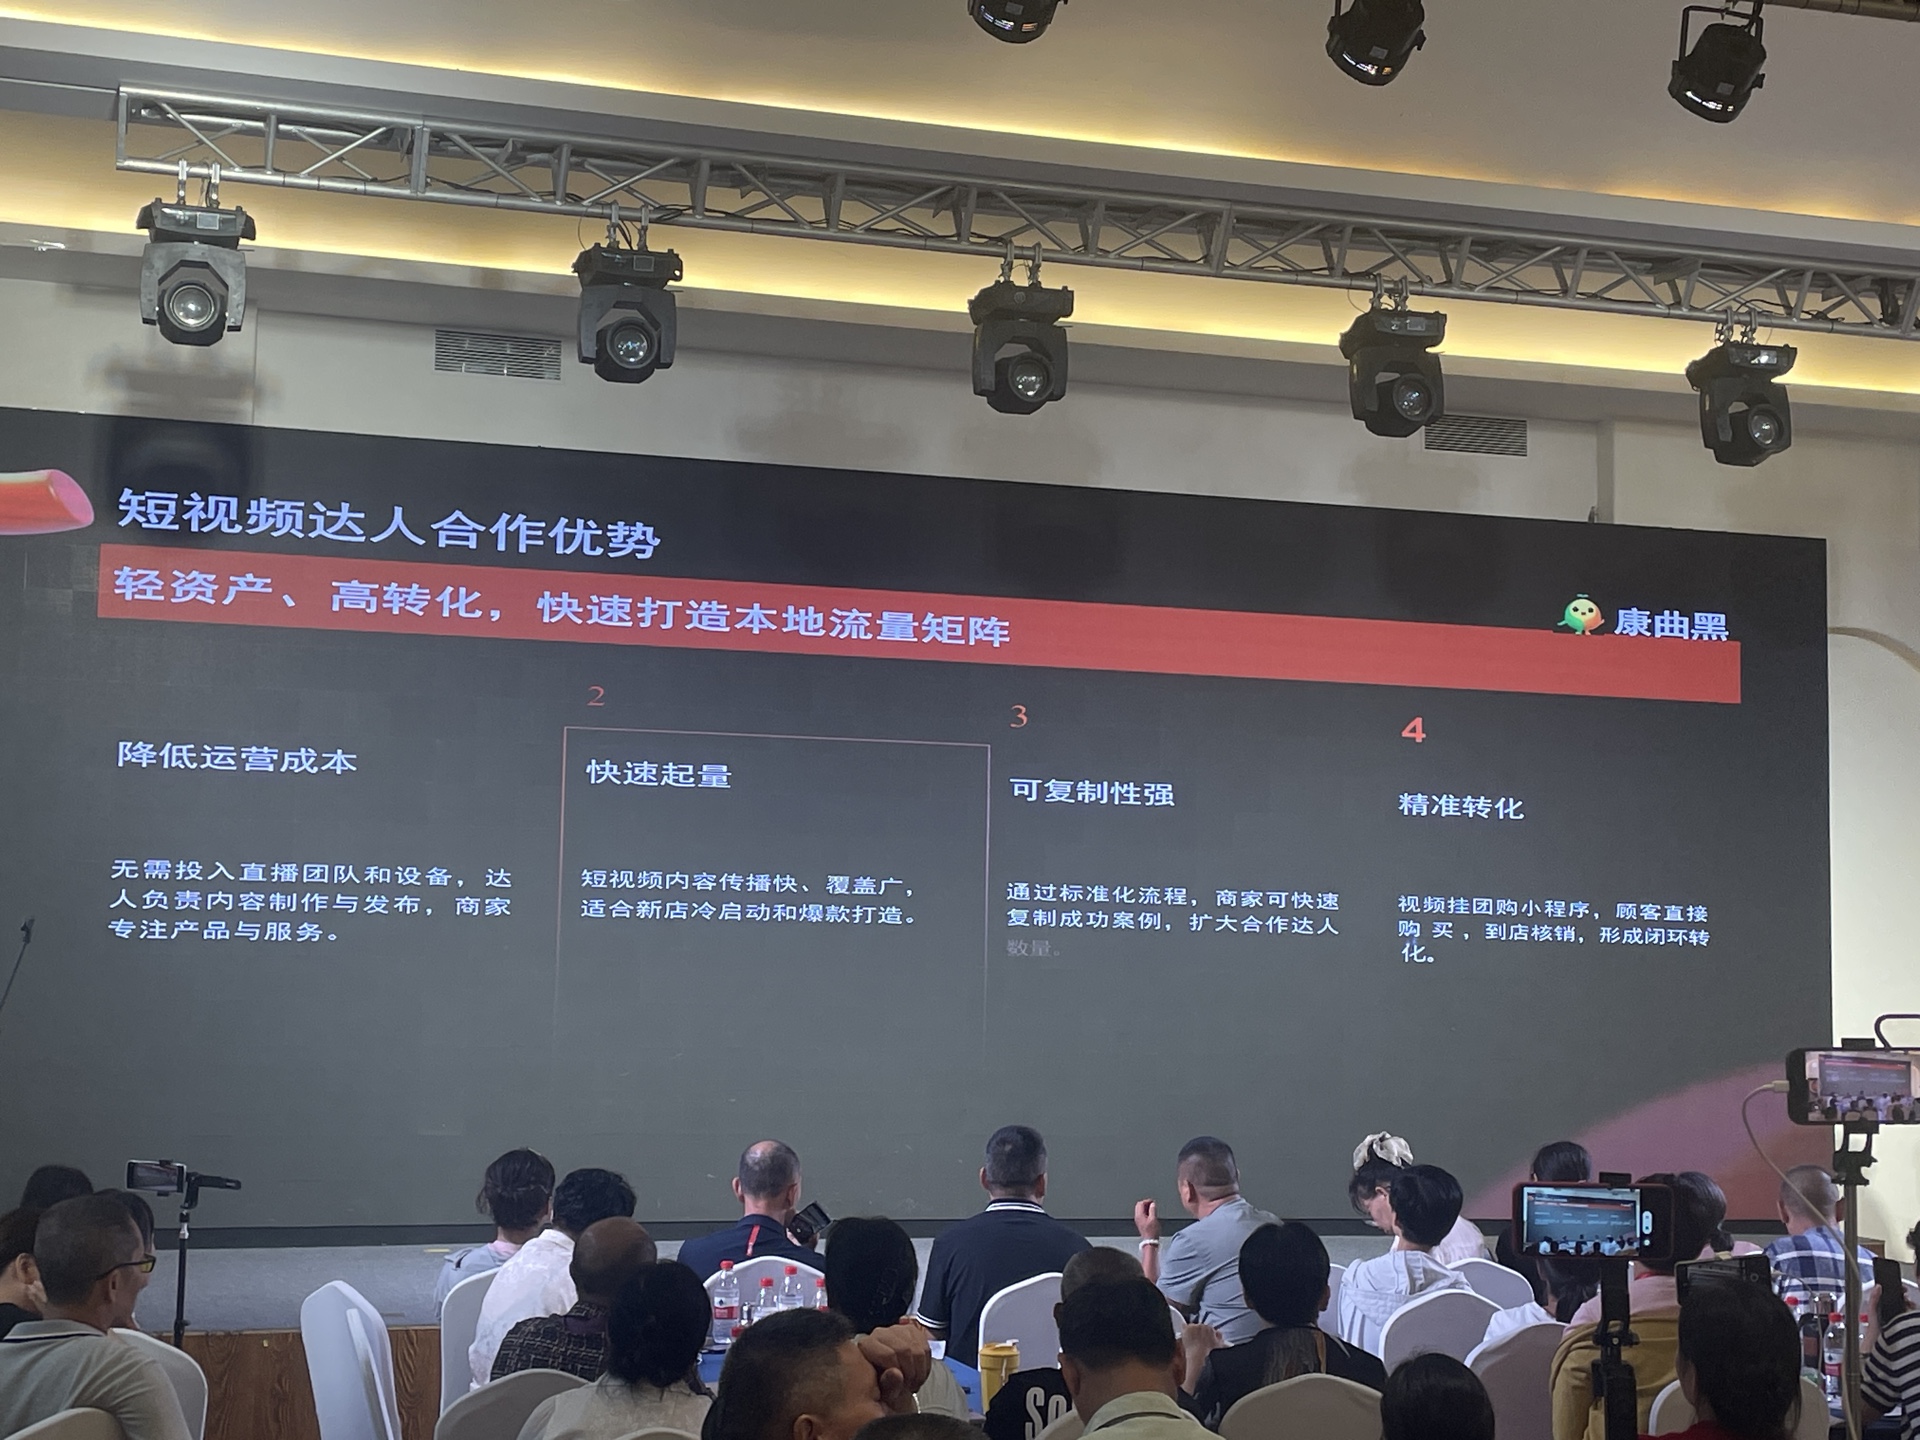 短视频达人合作优势
轻资产、高转化，快速打造本地流量矩阵
康曲黑
降低运营成本
无需投入直播团队和设备，达
人负责内容制作与发布，商家
专注产品与服务。
2
快速起量
短视频内容传播快、覆盖广，
适合新店冷启动和爆款打造。
3
可复制性强
通过标准化流程，商家可快速
复制成功案例，扩大合作达人
数量。
4
精准转化
视频挂团购小程序，顾客直接
购 买 ，到店核销，形成闭环转
化。